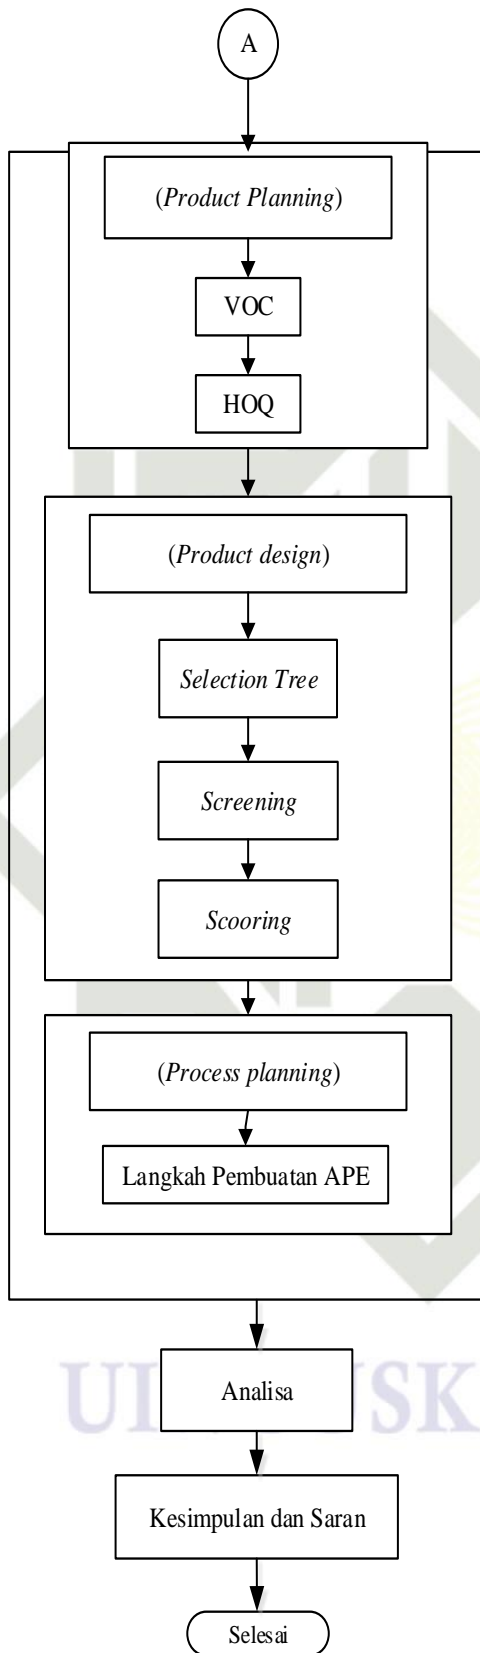 A
(Product Planning)
VOC
HOQ
(Product design)
Selection Tree
Screening
Scooring
(Process planning)
Langkah Pembuatan APE
Analisa
Kesimpulan dan Saran
Selesai